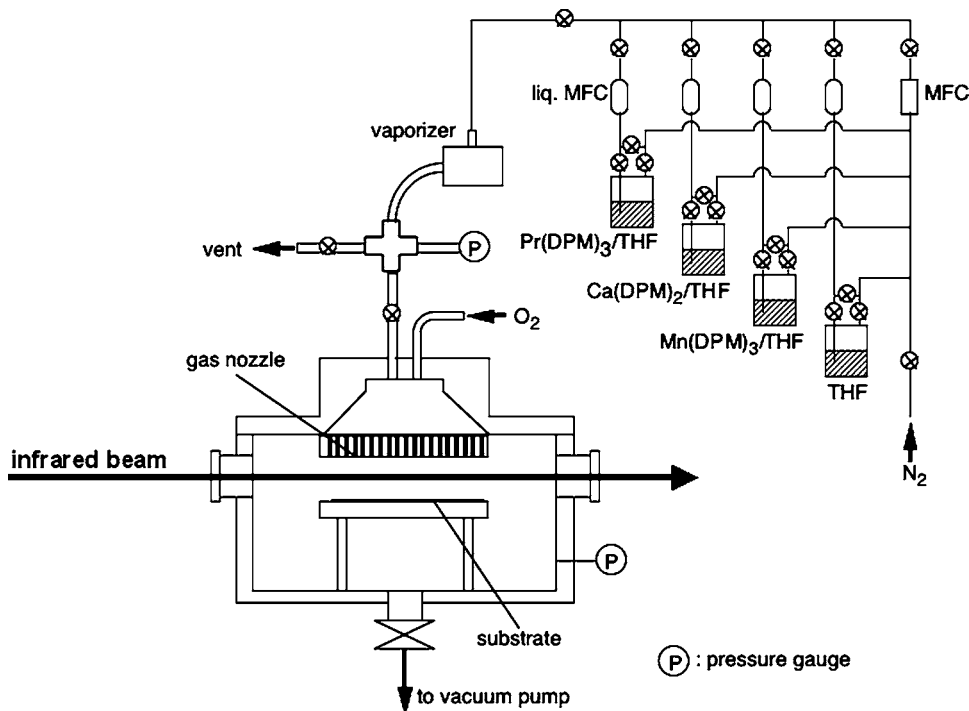 liq. MFC
MFC
vaporizer
Pr(DPM)3/THF
vent
P
Ca(DPM)2/THF
O2
Mn(DPM)3/THF
gas nozzle
THF
infrared beam
N2
P
substrate
P : pressure gauge
to vacuum pump